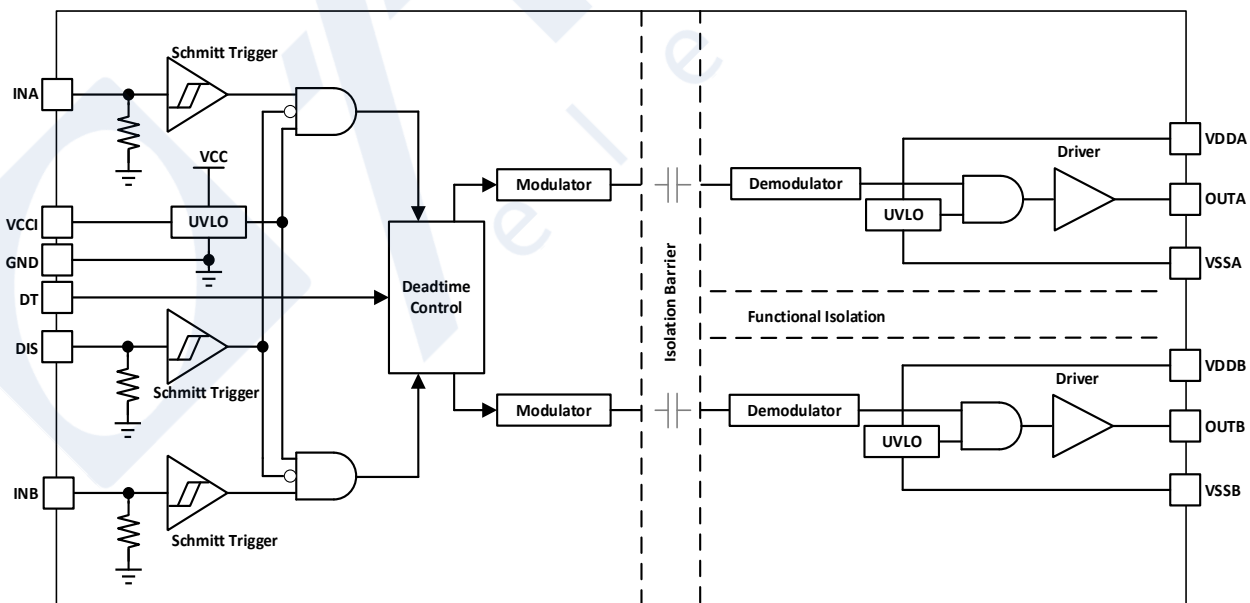 Schmitt Trigger
INA
VCC
VCCI
UVLO
GND
DT
DIS
Schmitt Trigger
INB
Schmitt Trigger
Deadtime
Control
Modulator
Modulator
Isolation Barrier
Demodulator
UVLO
Driver
VDDA
OUTA
VSSA
Functional Isolation
Demodulator
UVLO
Driver
VDDB
OUTB
VSSB
e l e